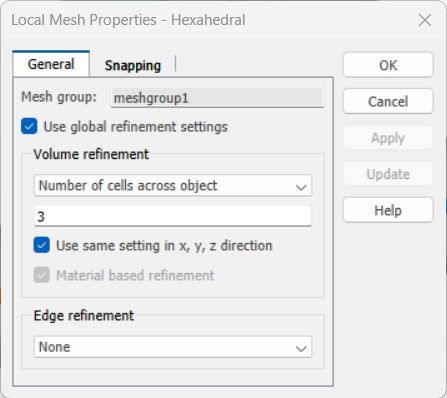 Local Mesh Properties - Hexahedral
General
Snapping
Mesh group: meshgroup1
Use global refinement settings
Volume refinement
Number of cells across object
3
Use same setting in x, y, z direction
Material based refinement
Edge refinement
None
OK
Cancel
Apply
Update
Help